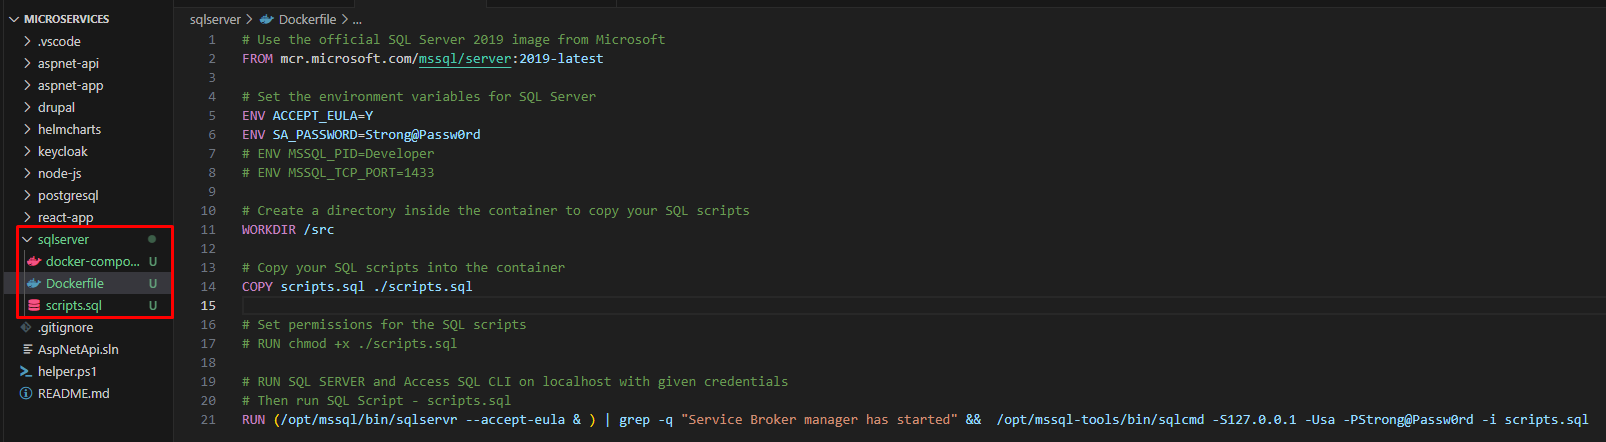 MICROSERVICES
.vscode
aspnet-api
aspnet-app
drupal
helmcharts
keycloak
node-js
postgresql
react-app
sqlserver
docker-compo... U
Dockerfile U
scripts.sql U
.gitignore
AspNetApi.sln
helper.ps1
README.md
sqlserver > Dockerfile > ...
1 # Use the official SQL Server 2019 image from Microsoft
2 FROM mcr.microsoft.com/mssql/server:2019-latest
3
4 # Set the environment variables for SQL Server
5 ENV ACCEPT_EULA=Y
6 ENV SA_PASSWORD=Strong@Passw0rd
7 # ENV MSSQL_PID=Developer
8 # ENV MSSQL_TCP_PORT=1433
9
10 # Create a directory inside the container to copy your SQL scripts
11 WORKDIR /src
12
13 # Copy your SQL scripts into the container
14 COPY scripts.sql ./scripts.sql
15
16 # Set permissions for the SQL scripts
17 # RUN chmod +x ./scripts.sql
18
19 # RUN SQL SERVER and Access SQL CLI on localhost with given credentials
20 # Then run SQL Script - scripts.sql
21 RUN (/opt/mssql/bin/sqlservr --accept-eula & ) | grep -q "Service Broker manager has started" &&  /opt/mssql-tools/bin/sqlcmd -S127.0.0.1 -Usa -PStrong@Passw0rd -i scripts.sql